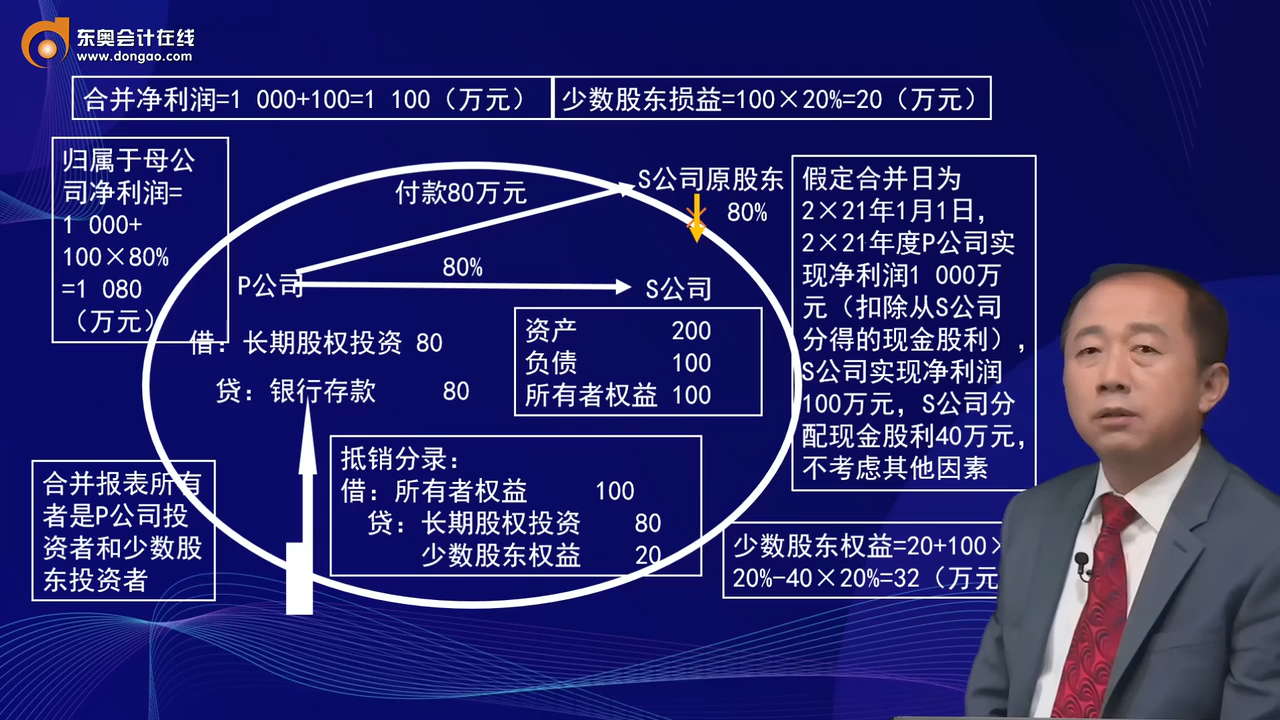 东奥会计在线
www.dongao.com
合并净利润=1 000+100=1 100（万元）
少数股东损益=100×20%=20（万元）
归属于母公
司净利润=
1 000+
100×80%
=1 080
（万元）
付款80万元
S公司原股东
80%
80%
P公司
S公司
借：长期股权投资 80
贷：银行存款 80
资产 200
负债 100
所有者权益 100
假定合并日为
2×21年1月1日，
2×21年度P公司实
现净利润1 000万
元（扣除从S公司
分得的现金股利），
S公司实现净利润
100万元，S公司分
配现金股利40万元，
不考虑其他因素
抵销分录：
借：所有者权益 100
贷：长期股权投资 80
少数股东权益 20
合并报表所有
者是P公司投
资者和少数股
东投资者
少数股东权益=20+100×
20%-40×20%=32（万元